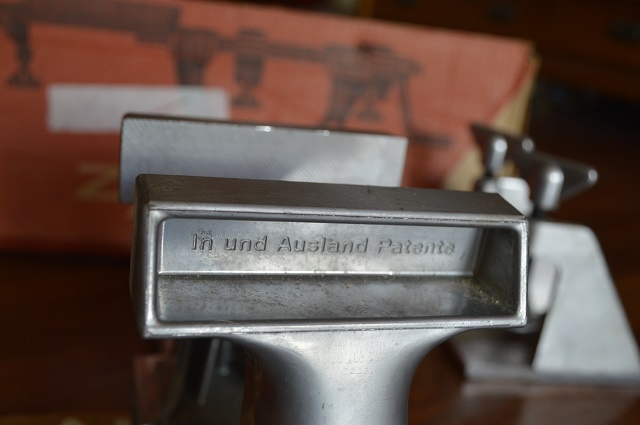 In und Ausland Patente